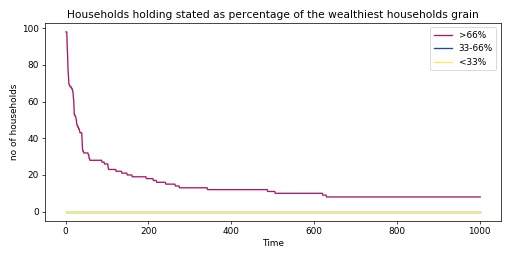 Households holding stated as percentage of the wealthiest households grain
>66%
33-66%
<33%
100
80
60
40
20
0
no of households
0 200 400 600 800 1000
Time